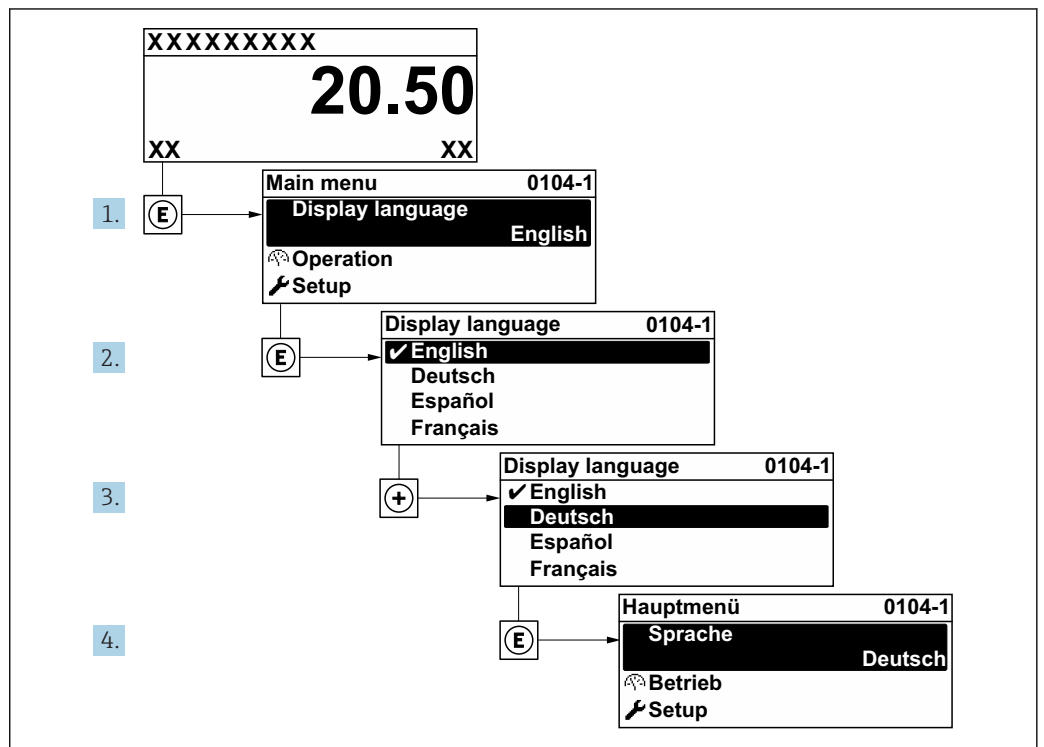 XXXXXXXXX
20.50
XX XX
Main menu 0104-1
1. E Display language
English
Operation
Setup
Display language 0104-1
2. E ✔English
Deutsch
Español
Français
Display language 0104-1
3. + ✔English
Deutsch
Español
Français
Hauptmenü 0104-1
4. E Sprache
Deutsch
Betrieb
Setup